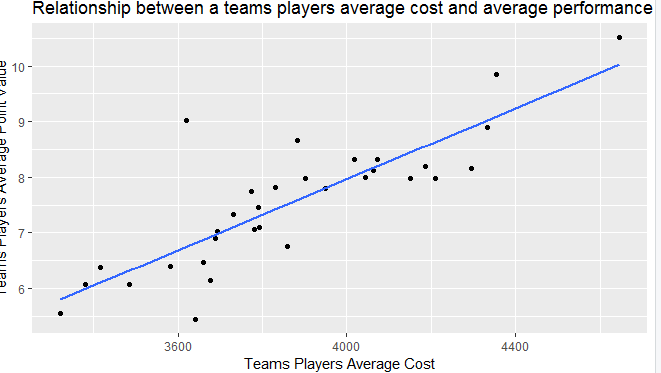 Relationship between a teams players average cost and average performance
Teams Players Average Point Value
10
9
8
7
6
3600
4000
4400
Teams Players Average Cost